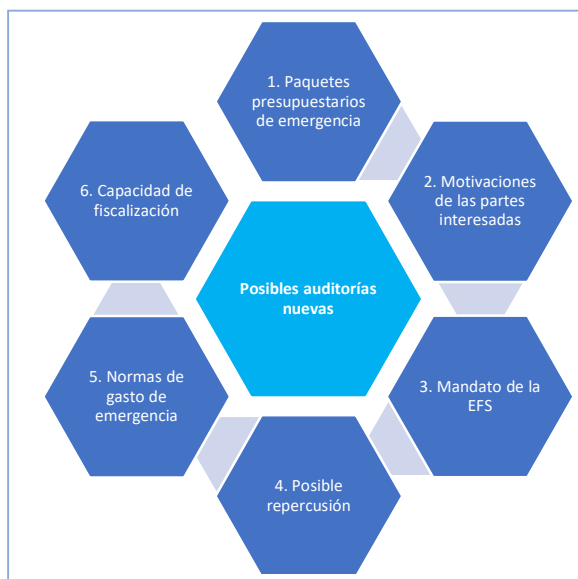 1. Paquetes
presupuestarios
de emergencia
2. Motivaciones
de las partes
interesadas
3. Mandato de la
EFS
4. Posible
repercusión
5. Normas de
gasto de
emergencia
6. Capacidad de
fiscalización
Posibles auditorías
nuevas